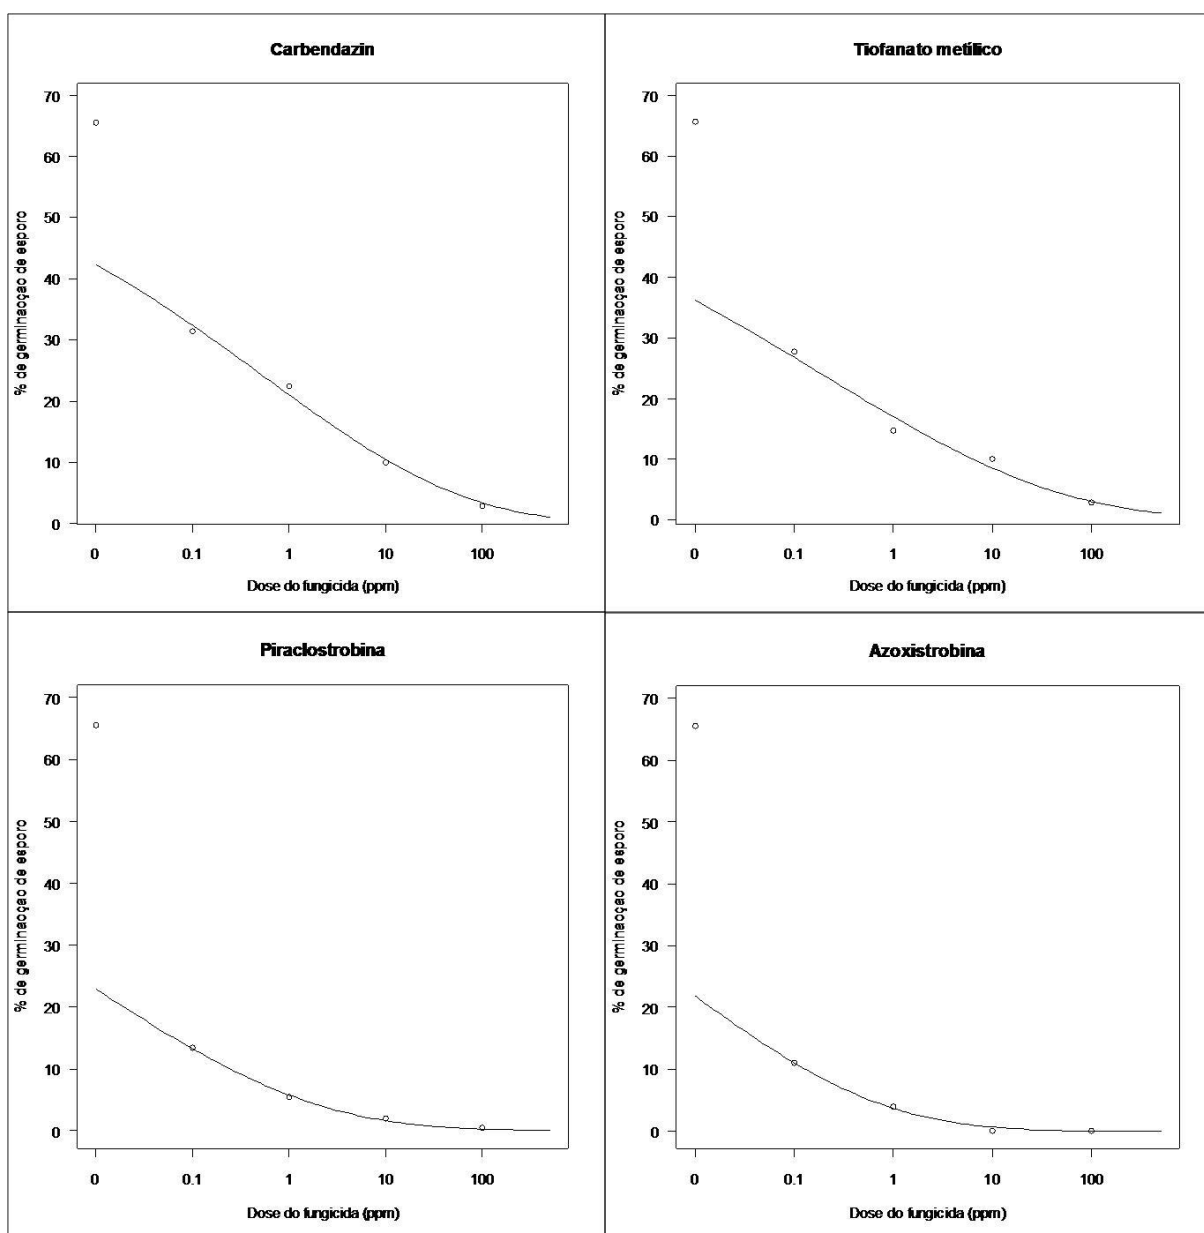 Carbendazin
70
60
50
40
30
20
10
0
% de germinacçao de esporo
0 0.1 1 10 100
Dose do fungicida (ppm)
Tiofanato metílico
70
60
50
40
30
20
10
0
% de germinacçao de esporo
0 0.1 1 10 100
Dose do fungicida (ppm)
Piraclostrobina
70
60
50
40
30
20
10
0
% de germinacçao de esporo
0 0.1 1 10 100
Dose do fungicida (ppm)
Azoxistrobina
70
60
50
40
30
20
10
0
% de germinacçao de esporo
0 0.1 1 10 100
Dose do fungicida (ppm)